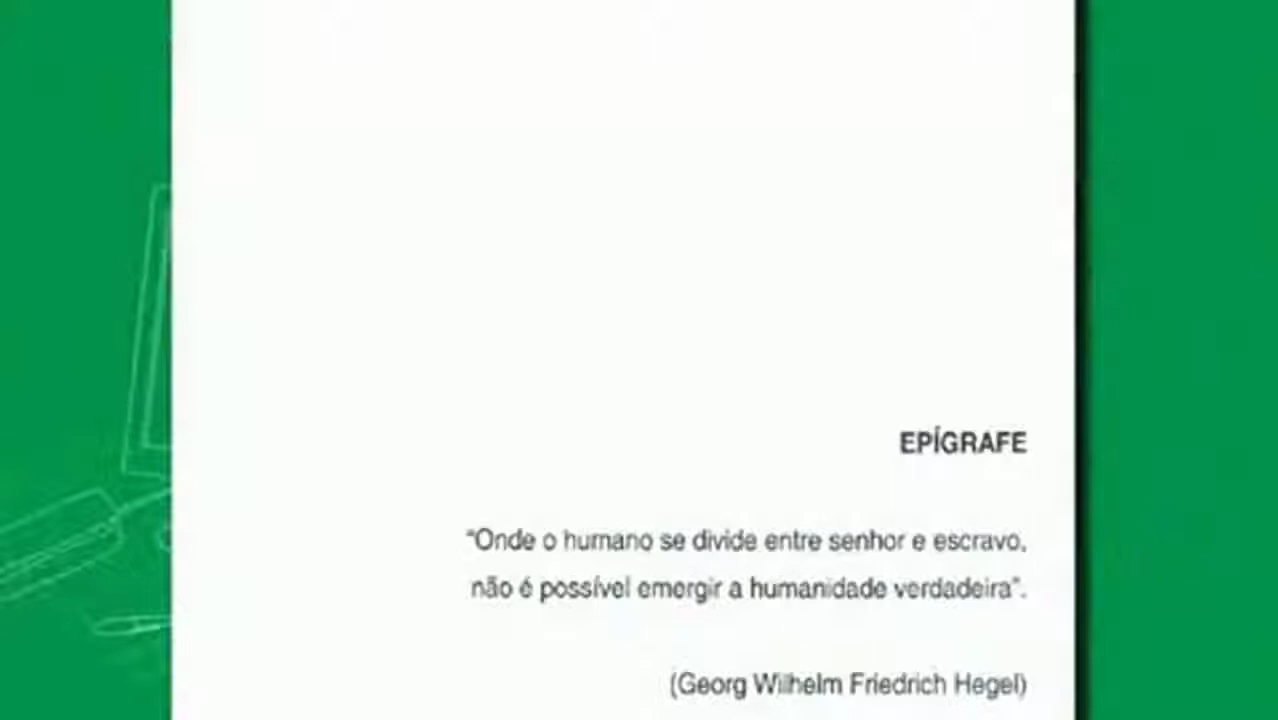 EPÍGRAFE
“Onde o humano se divide entre senhor e escravo,
não é possível emergir a humanidade verdadeira”.
(Georg Wilhelm Friedrich Hegel)